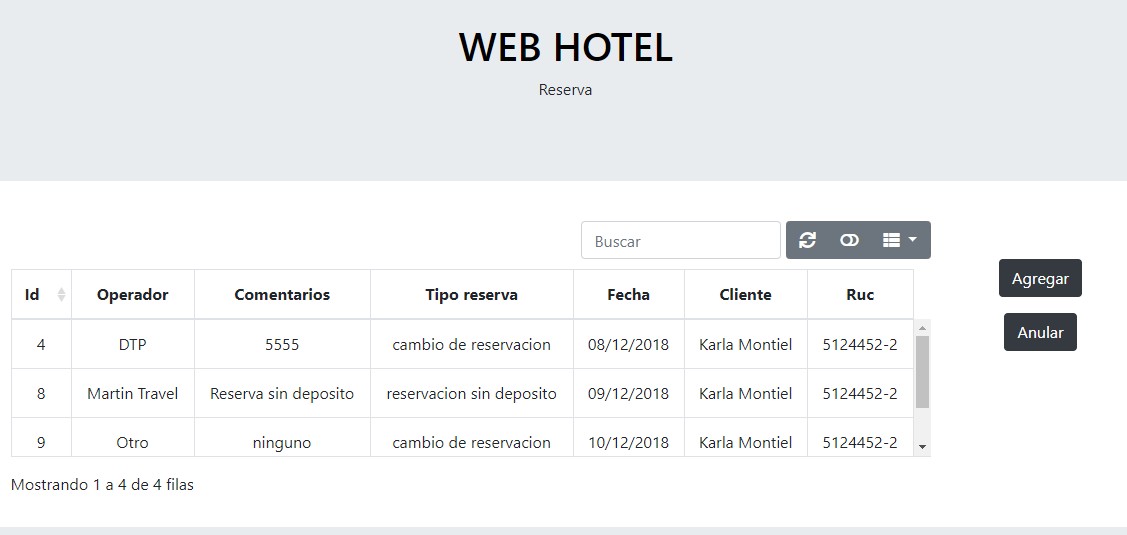 WEB HOTEL
Reserva
Buscar
Agregar
Id Operador Comentarios Tipo reserva Fecha Cliente Ruc
Anular
4 DTP 5555 cambio de reservacion 08/12/2018 Karla Montiel 5124452-2
8 Martin Travel Reserva sin deposito reservacion sin deposito 09/12/2018 Karla Montiel 5124452-2
9 Otro ninguno cambio de reservacion 10/12/2018 Karla Montiel 5124452-2
Mostrando 1 a 4 de 4 filas